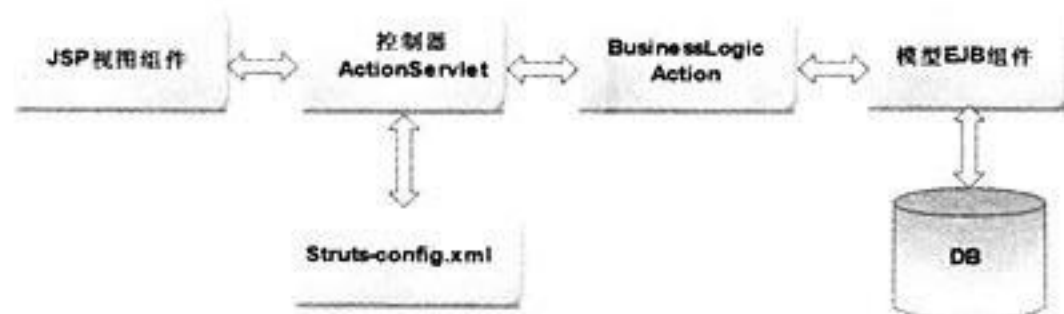 JSP视图组件
控制器
ActionServlet
BusinessLogic
Action
模型EJB组件
Struts-config.xml
DB